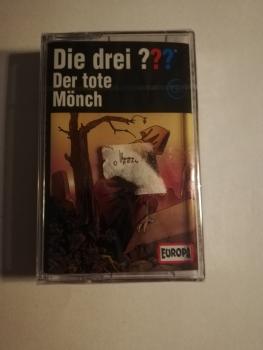 Die drei ???
Der tote
Mönch
EUROPA